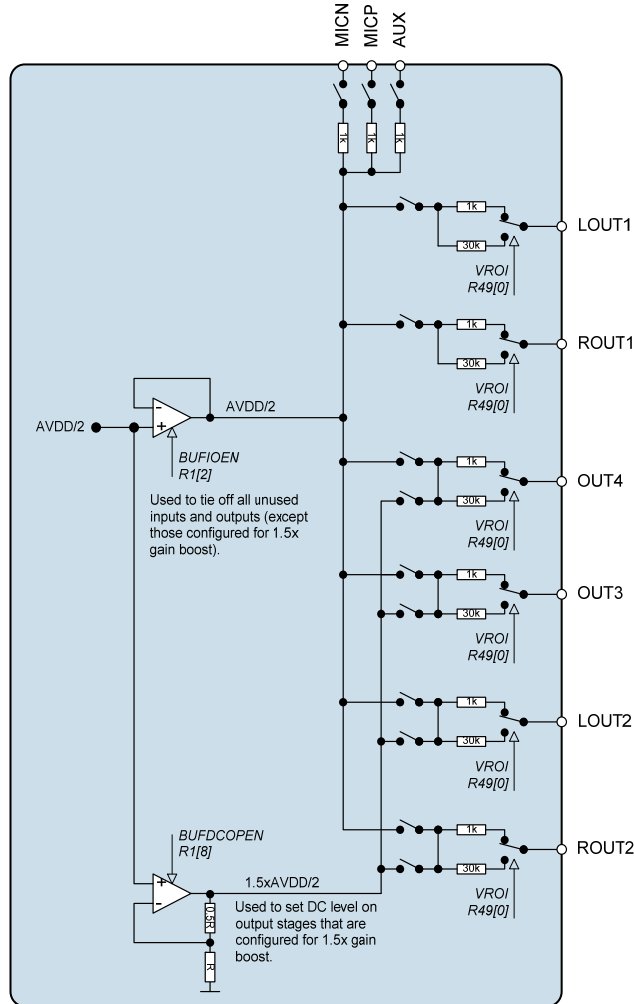 MICN
MICP
AUX
1k
1k
1k
1k
30k
LOUT1
VROI
R49[0]
1k
30k
ROUT1
VROI
R49[0]
AVDD/2
-
+
AVDD/2
BUFIOEN
R1[2]
Used to tie off all unused
inputs and outputs (except
those configured for 1.5x
gain boost).
1k
30k
OUT4
VROI
R49[0]
1k
30k
OUT3
VROI
R49[0]
1k
30k
LOUT2
VROI
R49[0]
BUFDCOPEN
R1[8]
+
-
1.5xAVDD/2
0.5R
R
Used to set DC level on
output stages that are
configured for 1.5x gain
boost.
1k
30k
ROUT2
VROI
R49[0]